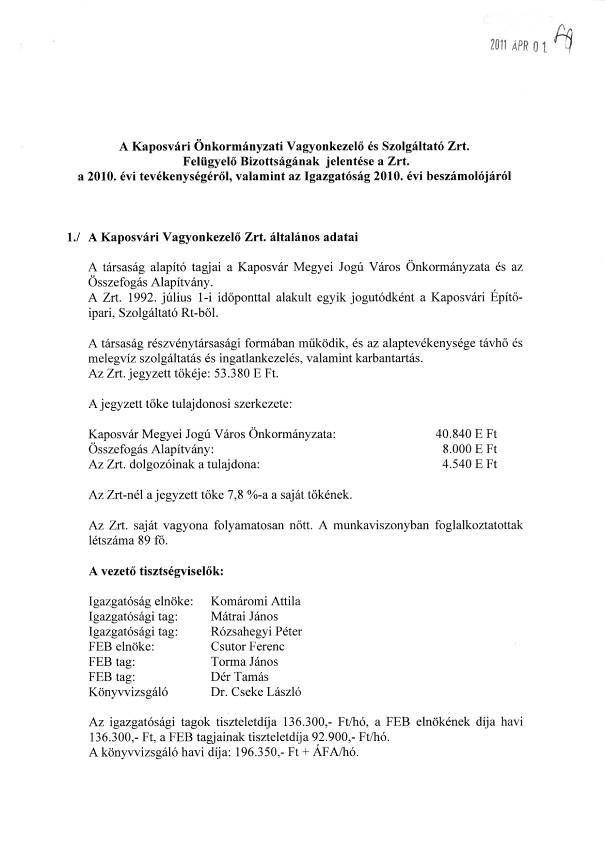 2011 ÁPR 01
A Kaposvári Önkormányzati Vagyonkezelő és Szolgáltató Zrt.
Felügyelő Bizottságának jelentése a Zrt.
a 2010. évi tevékenységéről, valamint az Igazgatóság 2010. évi beszámolójáról
1./ A Kaposvári Vagyonkezelő Zrt. általános adatai
A társaság alapító tagjai a Kaposvár Megyei Jogú Város Önkormányzata és az
Összefogás Alapítvány.
A Zrt. 1992. július 1-i időponttal alakult egyik jogutódként a Kaposvári Építő-
ipari, Szolgáltató Rt-ből.
A társaság részvénytársasági formában működik, és az alaptevékenysége távhő és
melegvíz szolgáltatás és ingatlankezelés, valamint karbantartás.
Az Zrt. jegyzett tőkéje: 53.380 E Ft.
A jegyzett tőke tulajdonosi szerkezete:
Kaposvár Megyei Jogú Város Önkormányzata: 40.840 E Ft
Összefogás Alapítvány: 8.000 E Ft
Az Zrt. dolgozóinak a tulajdona: 4.540 E Ft
Az Zrt-nél a jegyzett tőke 7,8 %-a a saját tőkének.
Az Zrt. saját vagyona folyamatosan nőtt. A munkaviszonyban foglalkoztatottak
létszáma 89 fő.
A vezető tisztségviselők:
Igazgatóság elnöke: Komáromi Attila
Igazgatósági tag: Mátrai János
Igazgatósági tag: Rózsahegyi Péter
FEB elnöke: Csutor Ferenc
FEB tag: Torma János
FEB tag: Dér Tamás
Könyvvizsgáló Dr. Cseke László
Az igazgatósági tagok tiszteletdíja 136.300,- Ft/hó, a FEB elnökének díja havi
136.300,- Ft, a FEB tagjainak tiszteletdíja 92.900,- Ft/hó.
A könyvvizsgáló havi díja: 196.350,- Ft + ÁFA/hó.